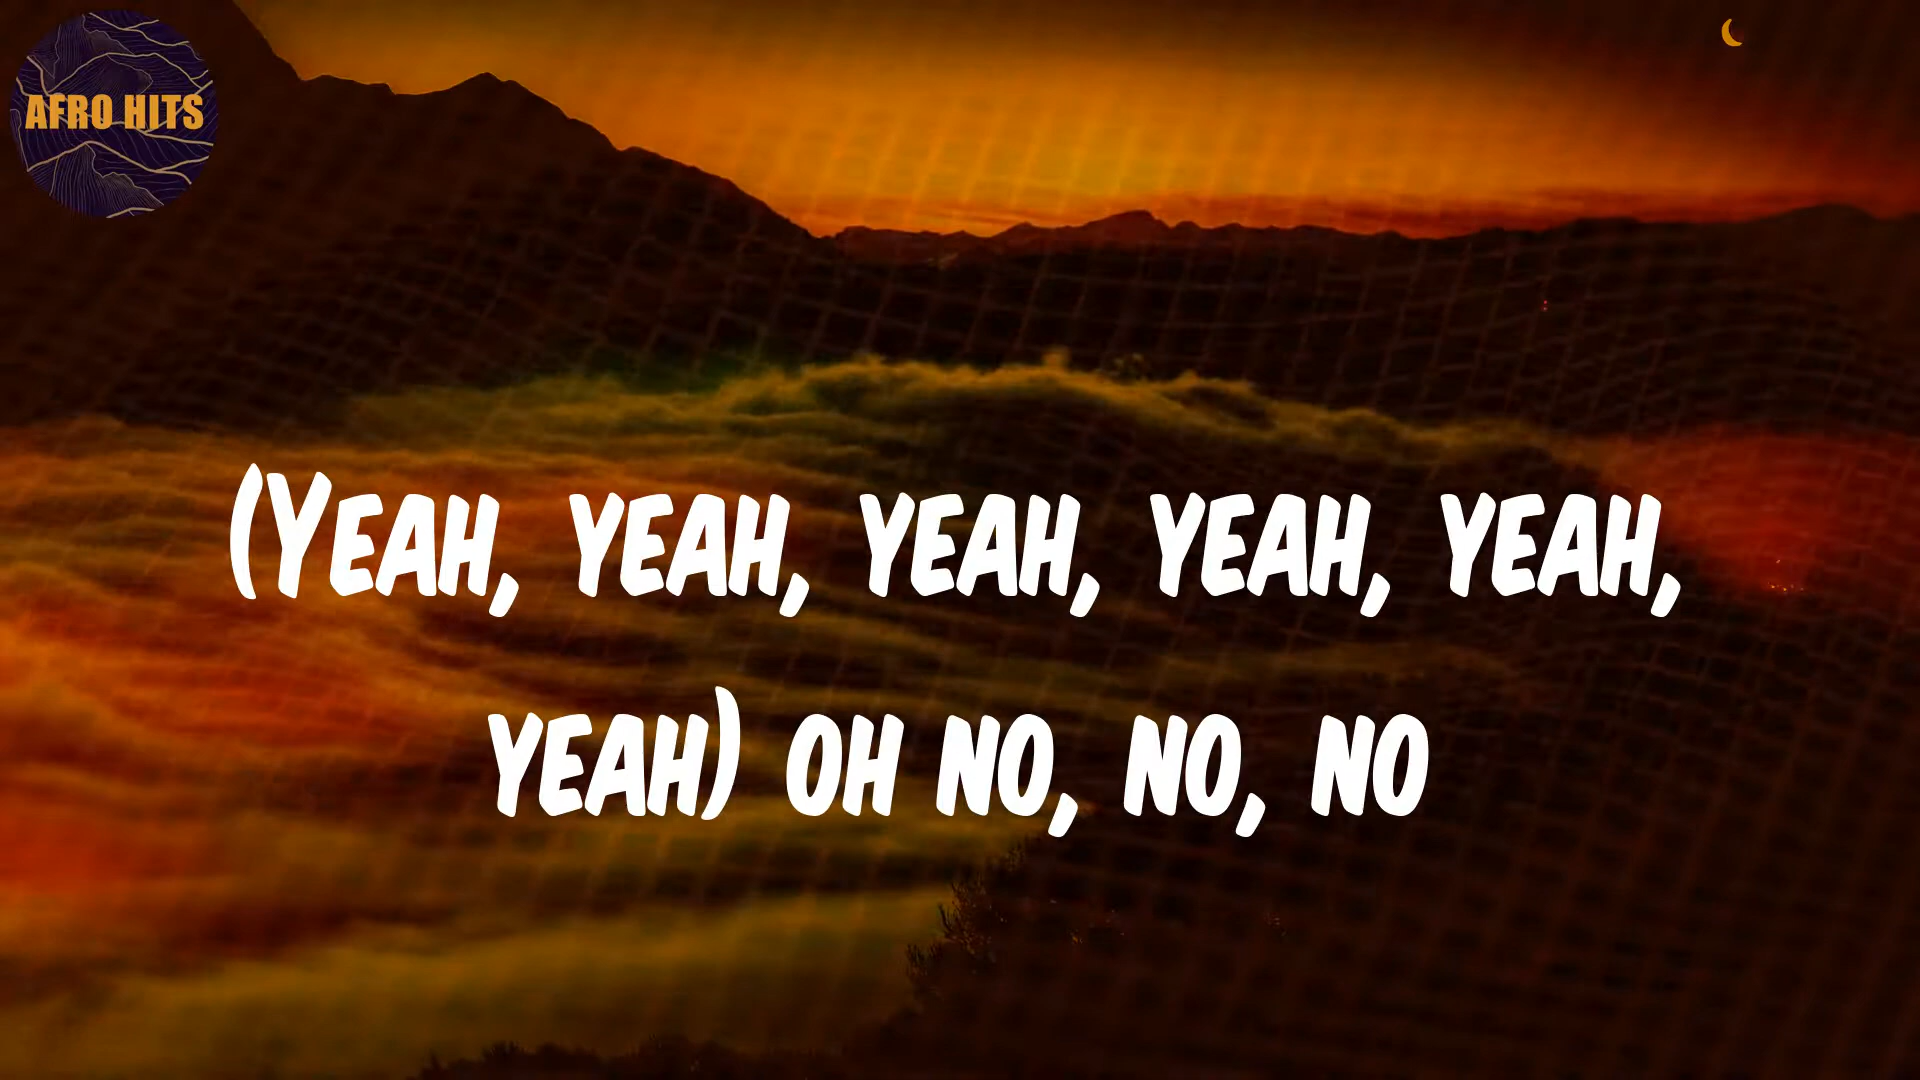 AFRO HITS
(Yeah, yeah, yeah, yeah, yeah,
yeah) oh no, no, no